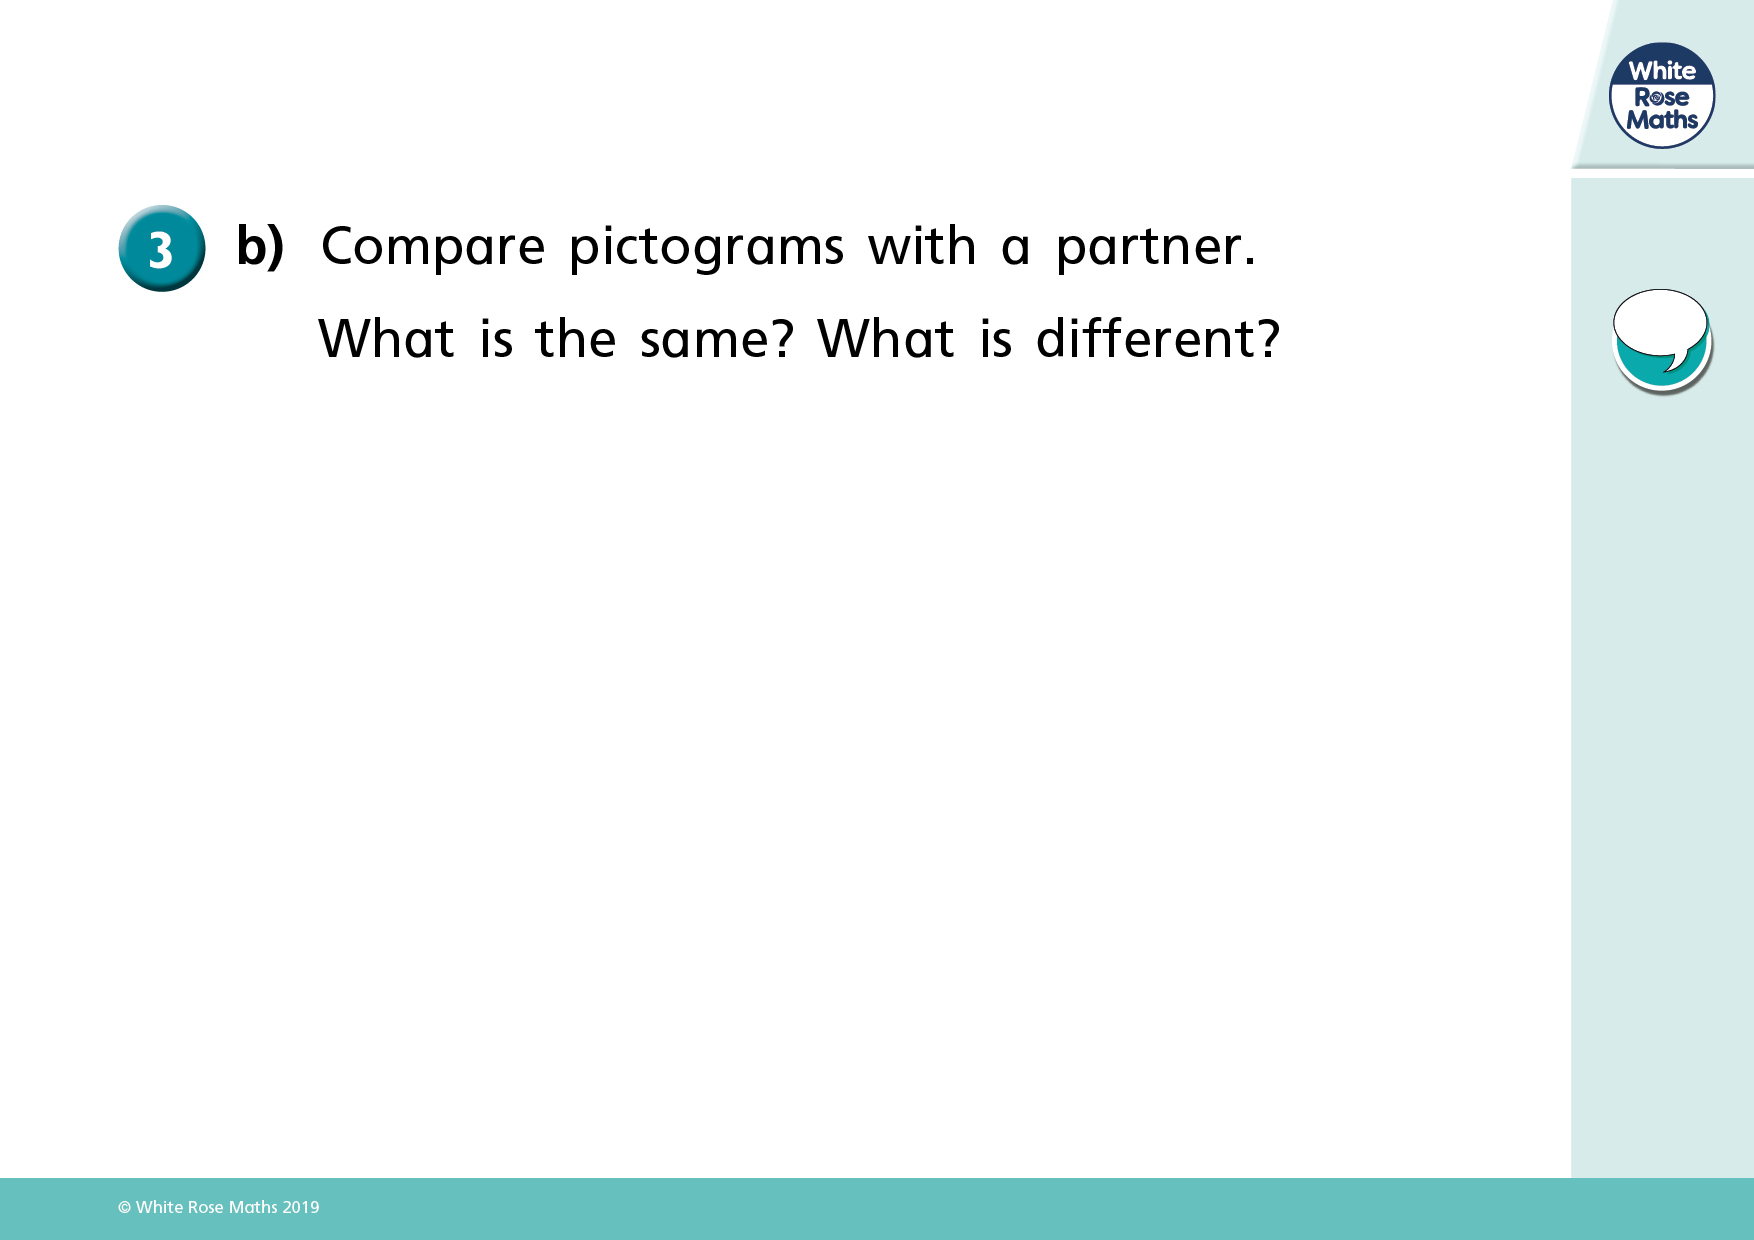 White
Rose
Maths
3 b) Compare pictograms with a partner.
What is the same? What is different?
© White Rose Maths 2019